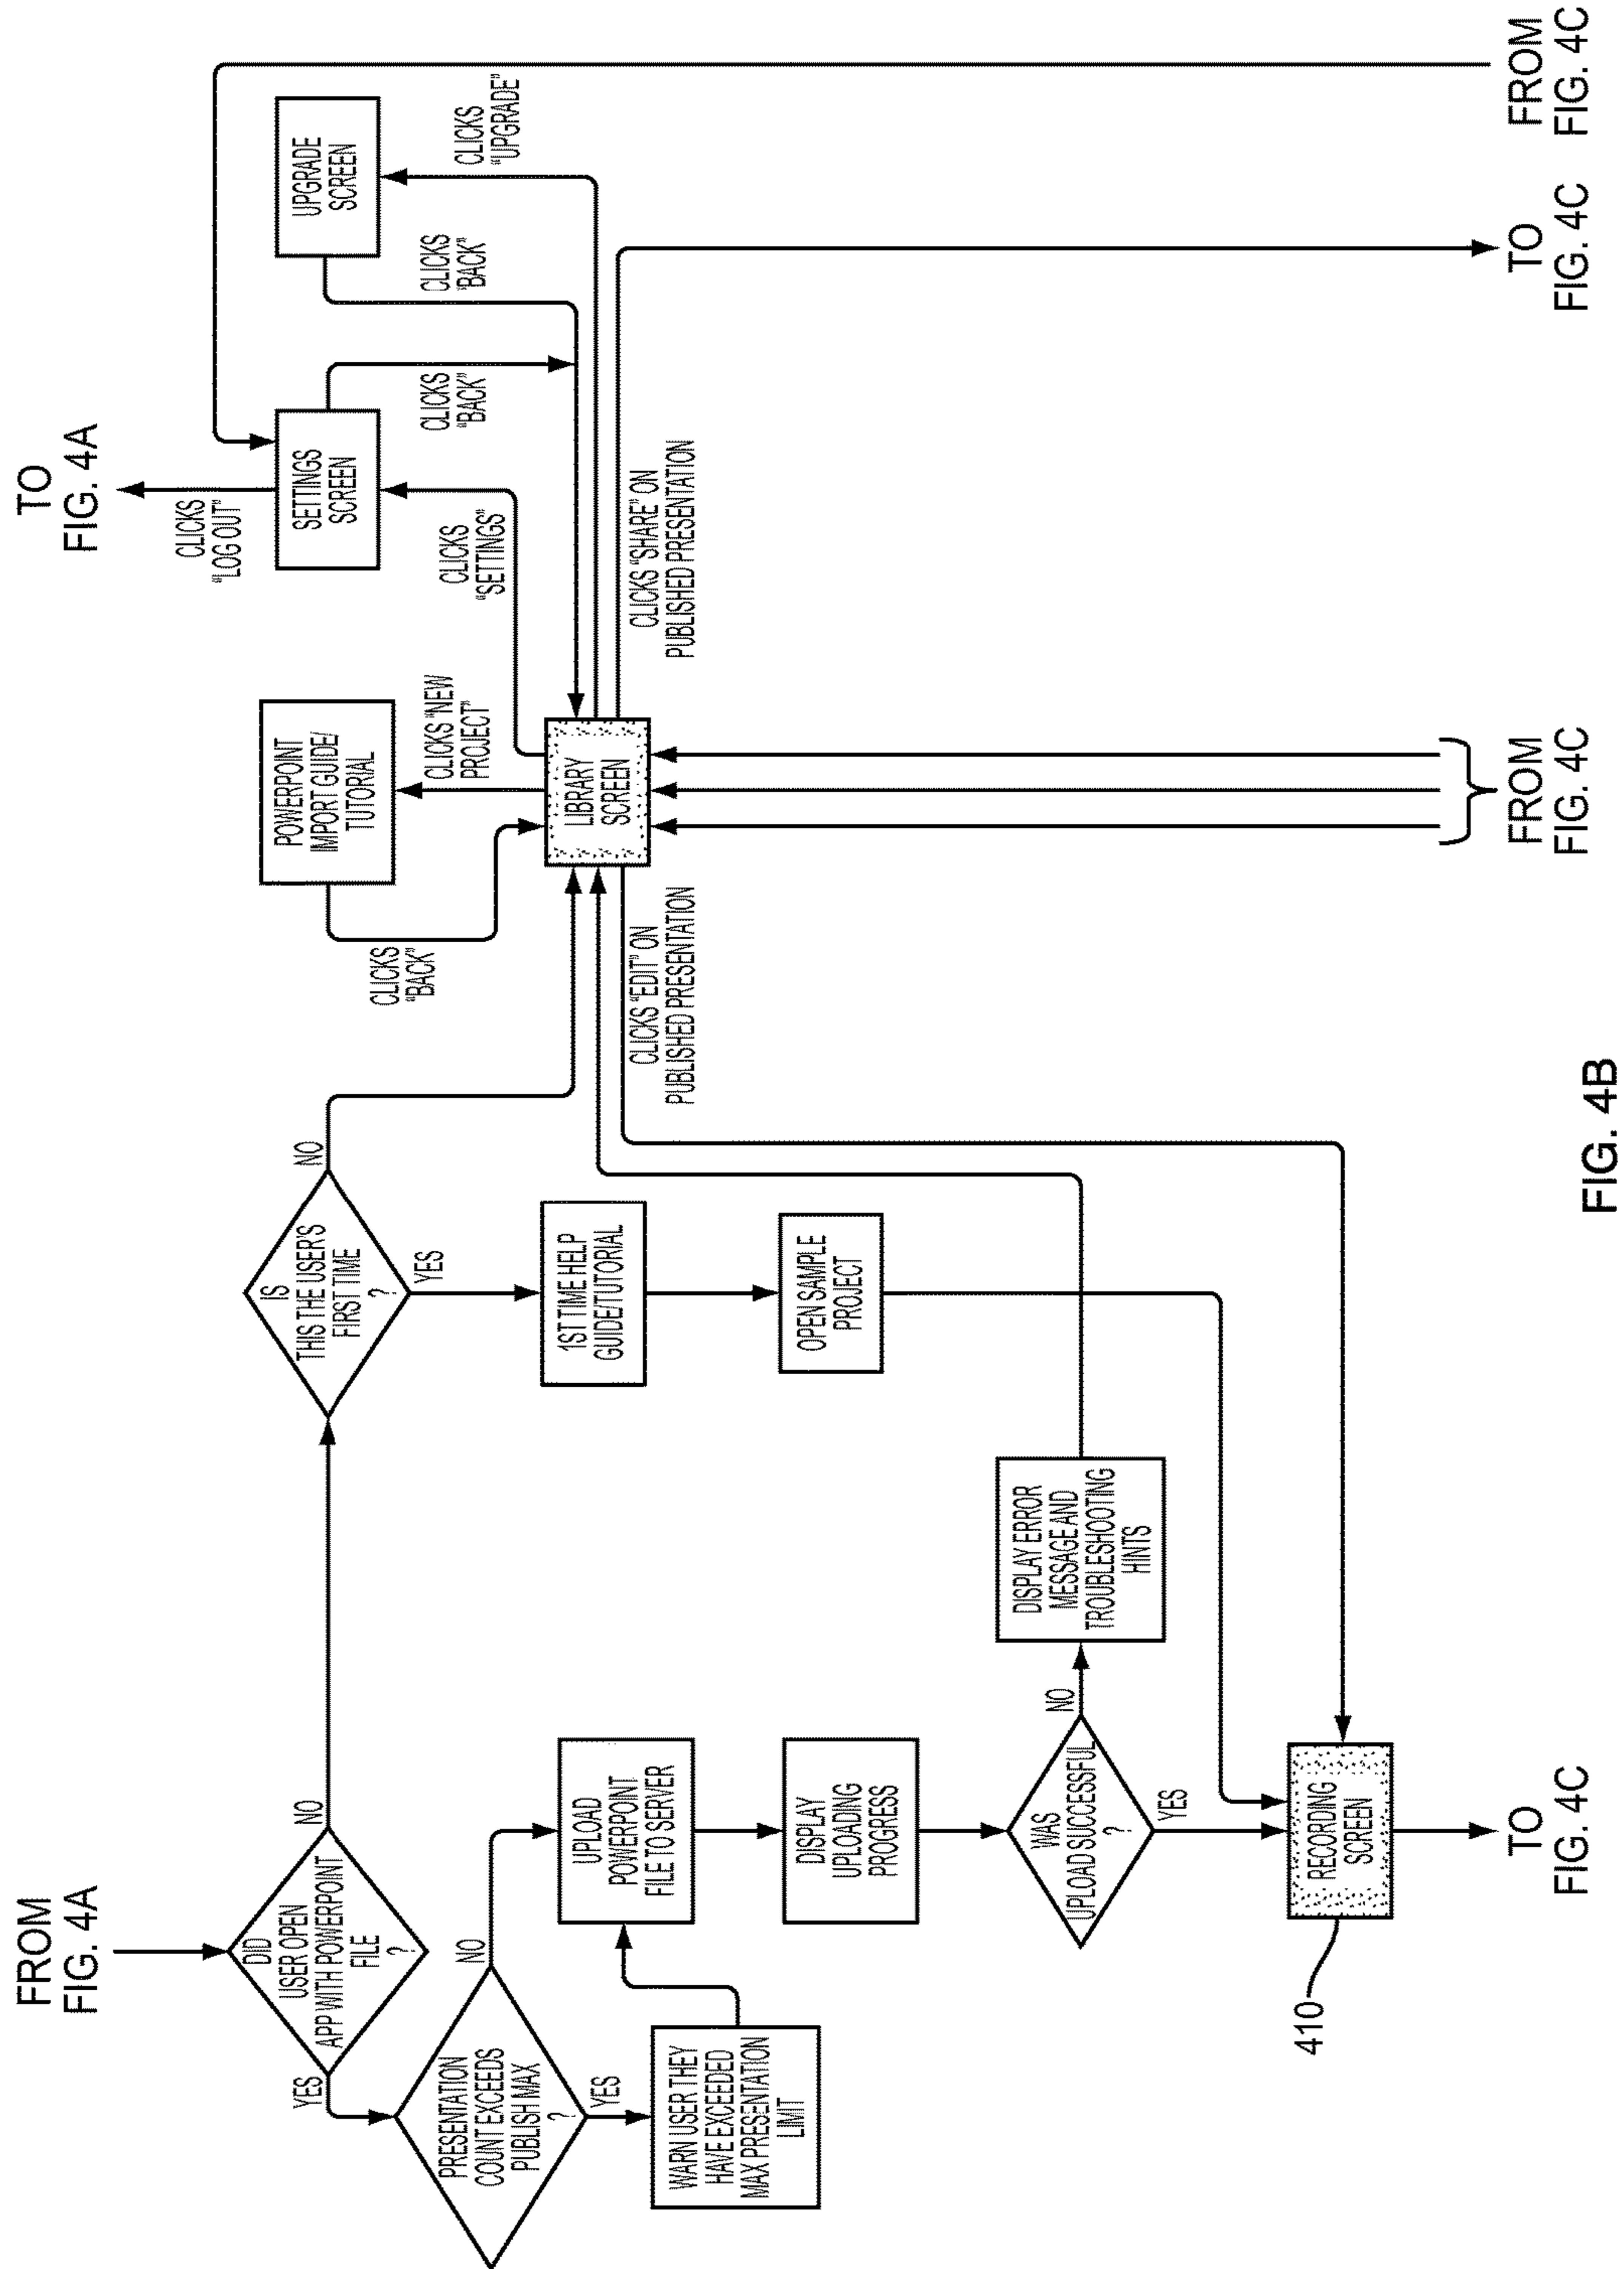 FROM
FIG. 4A
TO
FIG. 4A
DID
USER OPEN
APP WITH POWERPOINT
FILE
?
YES
NO
IS
THIS THE USER'S
FIRST TIME
?
NO
YES
PRESENTATION
COUNT EXCEEDS
PUBLISH MAX
?
NO
YES
WARN USER THEY
HAVE EXCEEDED
MAX PRESENTATION
LIMIT
UPLOAD
POWERPOINT
FILE TO SERVER
DISPLAY
UPLOADING
PROGRESS
WAS
UPLOAD SUCCESSFUL
?
NO
YES
DISPLAY ERROR
MESSAGE AND
TROUBLESHOOTING
HINTS
1ST TIME HELP
GUIDE/TUTORIAL
OPEN SAMPLE
PROJECT
RECORDING
SCREEN
410
POWERPOINT
IMPORT GUIDE/
TUTORIAL
CLICKS
"BACK"
CLICKS "NEW
PROJECT"
LIBRARY
SCREEN
CLICKS "EDIT" ON
PUBLISHED PRESENTATION
CLICKS "SHARE" ON
PUBLISHED PRESENTATION
CLICKS
"SETTINGS"
CLICKS
"LOG OUT"
SETTINGS
SCREEN
CLICKS
"BACK"
UPGRADE
SCREEN
CLICKS
"BACK"
CLICKS
"UPGRADE"
TO
FIG. 4C
FROM
FIG. 4C
TO
FIG. 4C
FROM
FIG. 4C
FIG. 4B